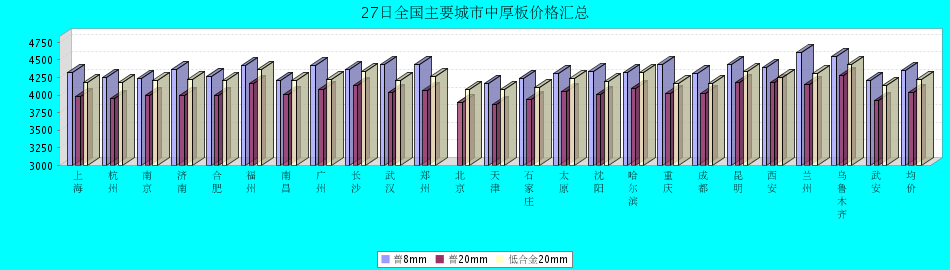 27日全国主要城市中厚板价格汇总
4750
4500
4250
4000
3750
3500
3250
3000
上海
杭州
南京
济南
合肥
福州
南昌
广州
长沙
武汉
郑州
北京
天津
石家庄
太原
沈阳
哈尔滨
重庆
成都
昆明
西安
兰州
乌鲁木齐
武安
均价
普8mm 普20mm 低合金20mm